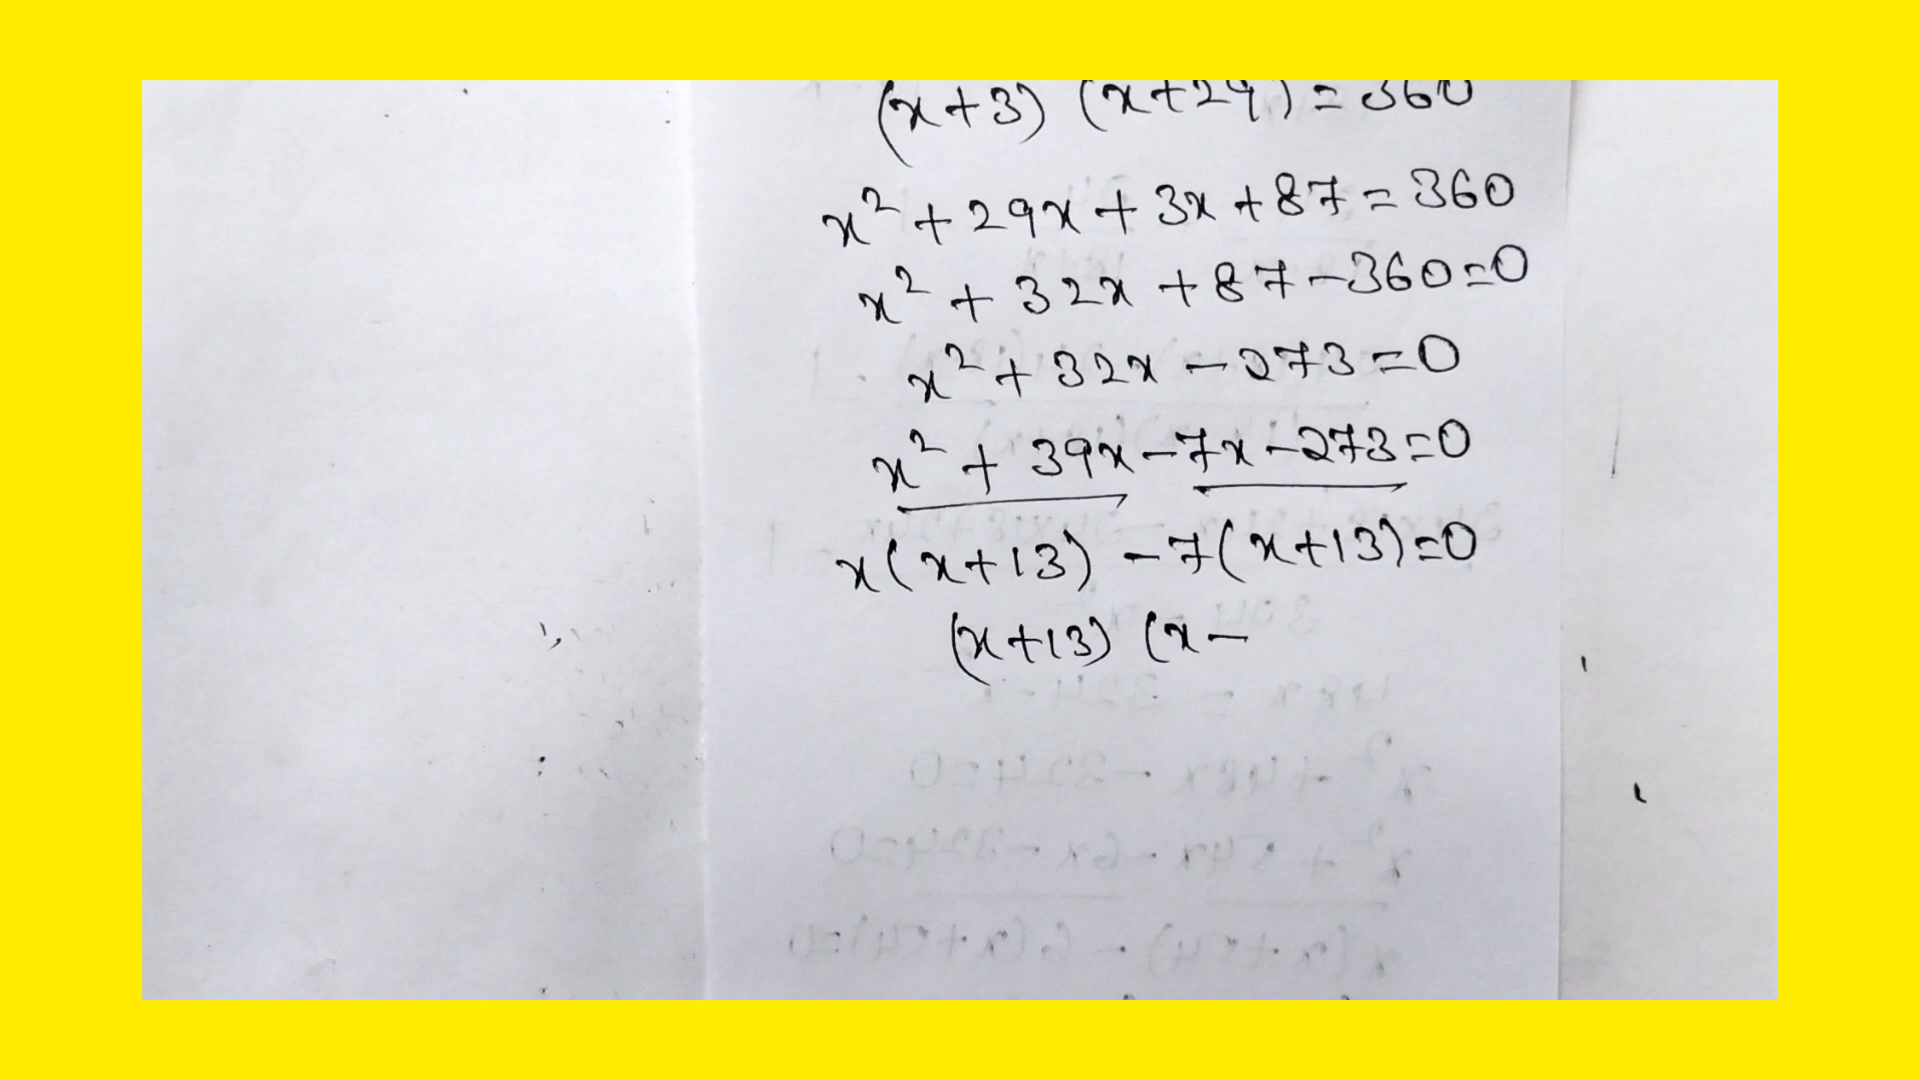 (x+3) (x+29) = 360
x² + 29x + 3x + 87 = 360
x² + 32x + 87 - 360 = 0
x² + 32x - 273 = 0
x² + 39x - 7x - 273 = 0
x(x+13) - 7(x+13) = 0
(x+13) (x -